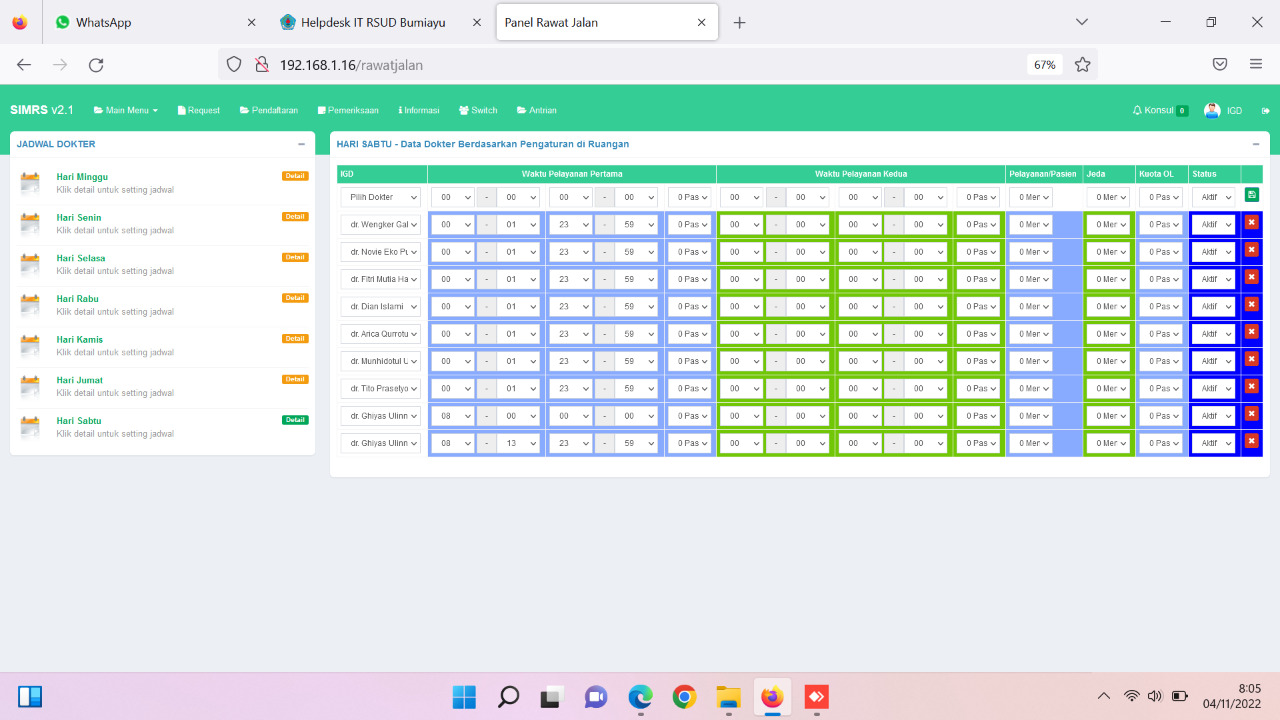 WhatsApp
Helpdesk IT RSUD Bumiayu
Panel Rawat Jalan
192.168.1.16/rawatjalan
67%
SIMRS v2.1
Main Menu
Request
Pendaftaran
Pemeriksaan
Informasi
Switch
Antrian
Konsul 0
IGD
JADWAL DOKTER
Hari Minggu
Detail
Klik detail untuk setting jadwal
Hari Senin
Detail
Klik detail untuk setting jadwal
Hari Selasa
Detail
Klik detail untuk setting jadwal
Hari Rabu
Detail
Klik detail untuk setting jadwal
Hari Kamis
Detail
Klik detail untuk setting jadwal
Hari Jumat
Detail
Klik detail untuk setting jadwal
Hari Sabtu
Detail
Klik detail untuk setting jadwal
HARI SABTU - Data Dokter Berdasarkan Pengaturan di Ruangan
IGD Waktu Pelayanan Pertama Waktu Pelayanan Kedua Pelayanan/Pasien Jeda Kuota OL Status
Pilih Dokter 00 - 00 00 - 00 0 Pas 00 - 00 00 - 00 0 Pas 0 Mer 0 Mer 0 Pas Aktif
dr. Wengker Gal 00 - 01 23 - 59 0 Pas 00 - 00 00 - 00 0 Pas 0 Mer 0 Mer 0 Pas Aktif
dr. Novie Eko Pu 00 - 01 23 - 59 0 Pas 00 - 00 00 - 00 0 Pas 0 Mer 0 Mer 0 Pas Aktif
dr. Fitri Mutia Ha 00 - 01 23 - 59 0 Pas 00 - 00 00 - 00 0 Pas 0 Mer 0 Mer 0 Pas Aktif
dr. Dian Islami 00 - 01 23 - 59 0 Pas 00 - 00 00 - 00 0 Pas 0 Mer 0 Mer 0 Pas Aktif
dr. Arica Qurrotu 00 - 01 23 - 59 0 Pas 00 - 00 00 - 00 0 Pas 0 Mer 0 Mer 0 Pas Aktif
dr. Munhidotul U 00 - 01 23 - 59 0 Pas 00 - 00 00 - 00 0 Pas 0 Mer 0 Mer 0 Pas Aktif
dr. Tito Prasetyo 00 - 01 23 - 59 0 Pas 00 - 00 00 - 00 0 Pas 0 Mer 0 Mer 0 Pas Aktif
dr. Ghiyas Ulinn 08 - 00 00 - 00 0 Pas 00 - 00 00 - 00 0 Pas 0 Mer 0 Mer 0 Pas Aktif
dr. Ghiyas Ulinn 08 - 13 23 - 59 0 Pas 00 - 00 00 - 00 0 Pas 0 Mer 0 Mer 0 Pas Aktif
8:05
04/11/2022